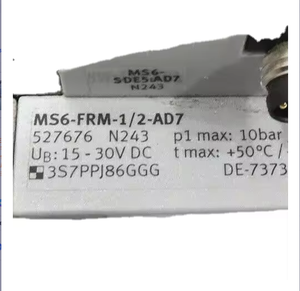 MS6-
SDE5-AD7
N243
MS6-FRM-1/2-AD7
527676 N243 p1 max: 10bar
UB: 15 - 30V DC t max: +50°C/
3S7PPJ86GGG DE-7373